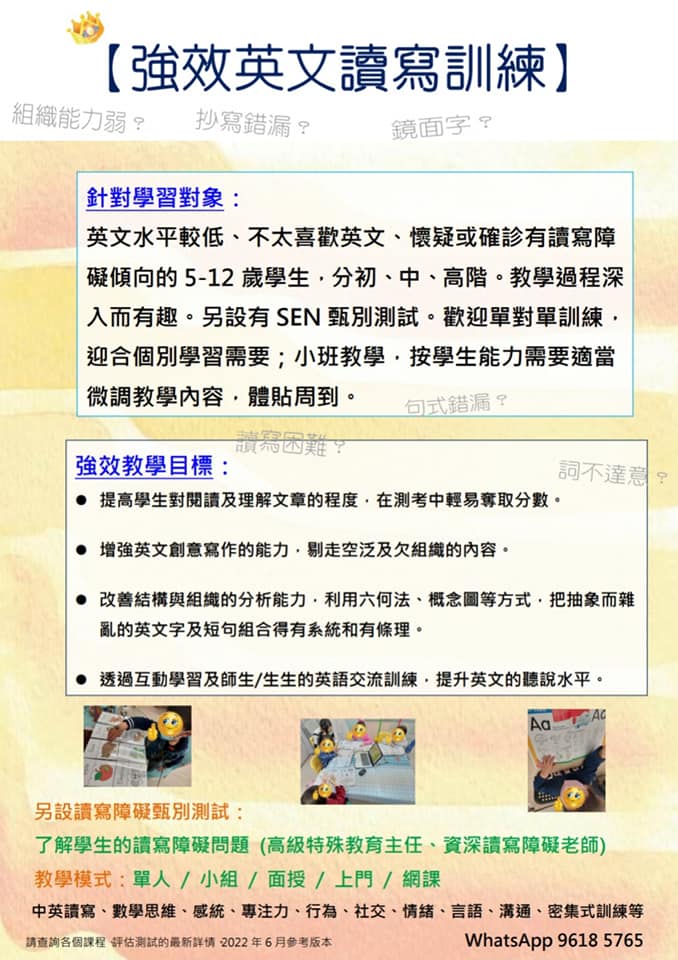 【強效英文讀寫訓練】
組織能力弱？
抄寫錯漏？
鏡面字？
針對學習對象：
英文水平較低、不太喜歡英文、懷疑或確診有讀寫障
礙傾向的 5-12 歲學生，分初、中、高階。教學過程深
入而有趣。另設有 SEN 甄別測試。歡迎單對單訓練，
迎合個別學習需要；小班教學，按學生能力需要適當
微調教學內容，體貼周到。
句式錯漏？
讀寫困難？
強效教學目標：
詞不達意？
● 提高學生對閱讀及理解文章的程度，在測考中輕易奪取分數。
● 增強英文創意寫作的能力，剔走空泛及欠組織的內容。
● 改善結構與組織的分析能力，利用六何法、概念圖等方式，把抽象而雜
亂的英文字及短句組合得有系統和有條理。
● 透過互動學習及師生/生生的英語交流訓練，提升英文的聽說水平。
Aa
另設讀寫障礙甄別測試：
了解學生的讀寫障礙問題 (高級特殊教育主任、資深讀寫障礙老師)
教學模式：單人 / 小組 / 面授 / 上門 / 網課
中英讀寫、數學思維、感統、專注力、行為、社交、情緒、言語、溝通、密集式訓練等
請查詢各個課程 評估測試的最新詳情 2022 年 6 月參考版本
WhatsApp 9618 5765